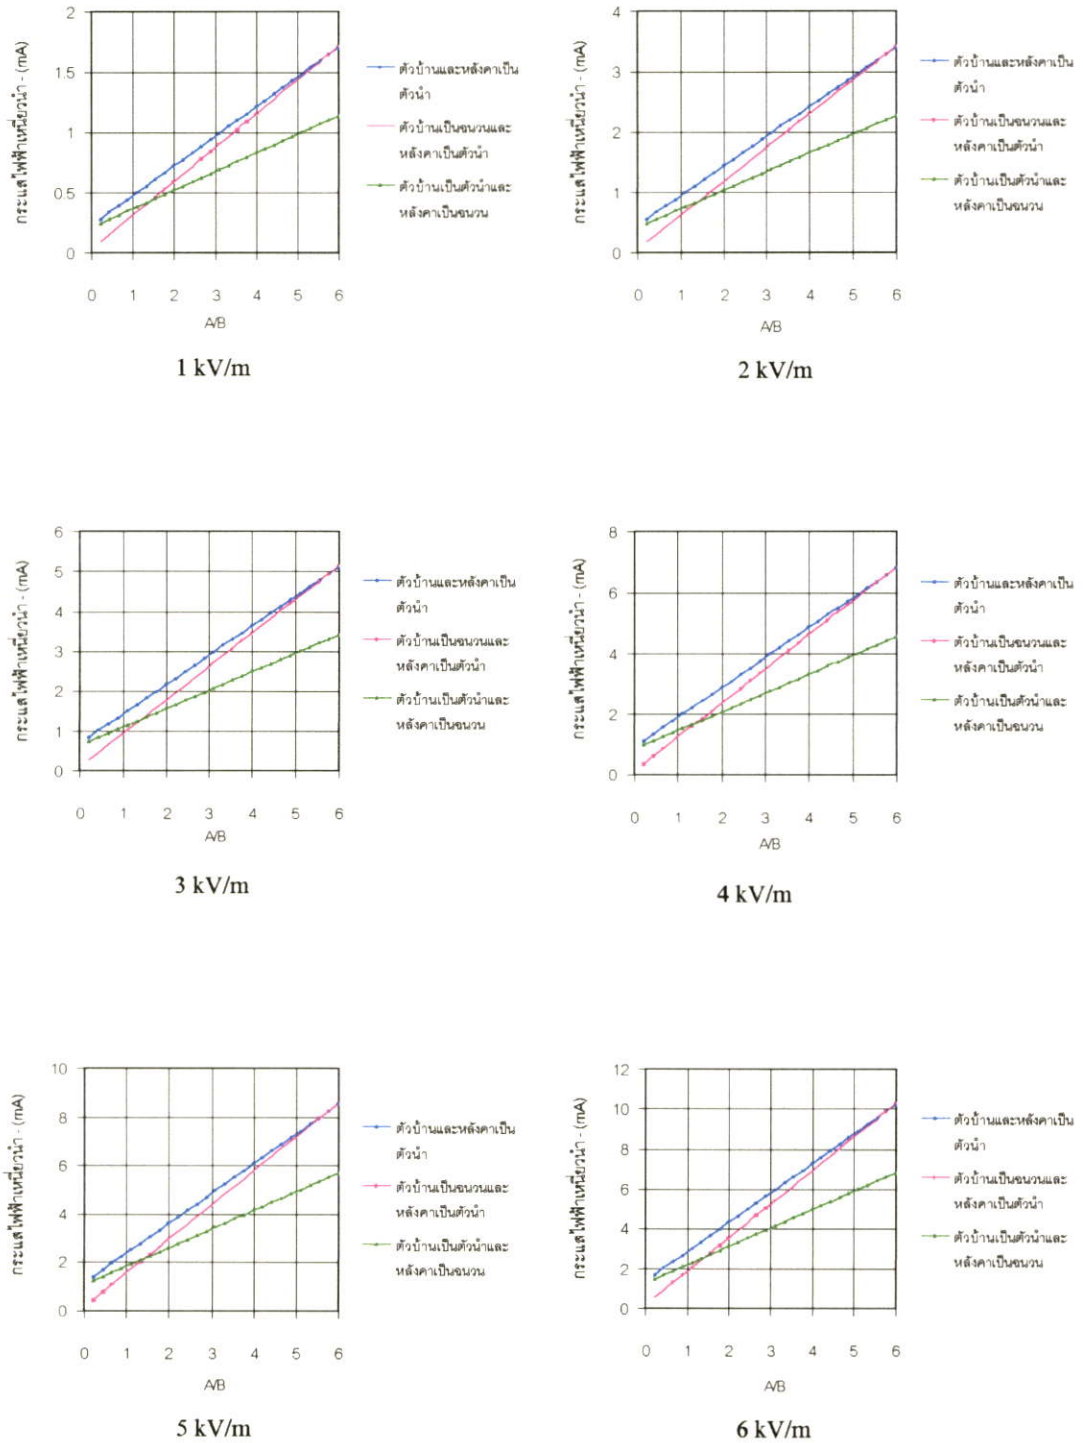 กระแสไฟฟ้าเหนี่ยวนำ - (mA)
2
1.5
1
0.5
0
0 1 2 3 4 5 6
A/B
ตัวบ้านและหลังคาเป็น
ตัวนำ
ตัวบ้านเป็นฉนวนและ
หลังคาเป็นตัวนำ
ตัวบ้านเป็นตัวนำและ
หลังคาเป็นฉนวน
1 kV/m
กระแสไฟฟ้าเหนี่ยวนำ - (mA)
4
3
2
1
0
0 1 2 3 4 5 6
A/B
ตัวบ้านและหลังคาเป็น
ตัวนำ
ตัวบ้านเป็นฉนวนและ
หลังคาเป็นตัวนำ
ตัวบ้านเป็นตัวนำและ
หลังคาเป็นฉนวน
2 kV/m
กระแสไฟฟ้าเหนี่ยวนำ - (mA)
6
5
4
3
2
1
0
0 1 2 3 4 5 6
A/B
ตัวบ้านและหลังคาเป็น
ตัวนำ
ตัวบ้านเป็นฉนวนและ
หลังคาเป็นตัวนำ
ตัวบ้านเป็นตัวนำและ
หลังคาเป็นฉนวน
3 kV/m
กระแสไฟฟ้าเหนี่ยวนำ - (mA)
8
6
4
2
0
0 1 2 3 4 5 6
A/B
ตัวบ้านและหลังคาเป็น
ตัวนำ
ตัวบ้านเป็นฉนวนและ
หลังคาเป็นตัวนำ
ตัวบ้านเป็นตัวนำและ
หลังคาเป็นฉนวน
4 kV/m
กระแสไฟฟ้าเหนี่ยวนำ - (mA)
10
8
6
4
2
0
0 1 2 3 4 5 6
A/B
ตัวบ้านและหลังคาเป็น
ตัวนำ
ตัวบ้านเป็นฉนวนและ
หลังคาเป็นตัวนำ
ตัวบ้านเป็นตัวนำและ
หลังคาเป็นฉนวน
5 kV/m
กระแสไฟฟ้าเหนี่ยวนำ - (mA)
12
10
8
6
4
2
0
0 1 2 3 4 5 6
A/B
ตัวบ้านและหลังคาเป็น
ตัวนำ
ตัวบ้านเป็นฉนวนและ
หลังคาเป็นตัวนำ
ตัวบ้านเป็นตัวนำและ
หลังคาเป็นฉนวน
6 kV/m